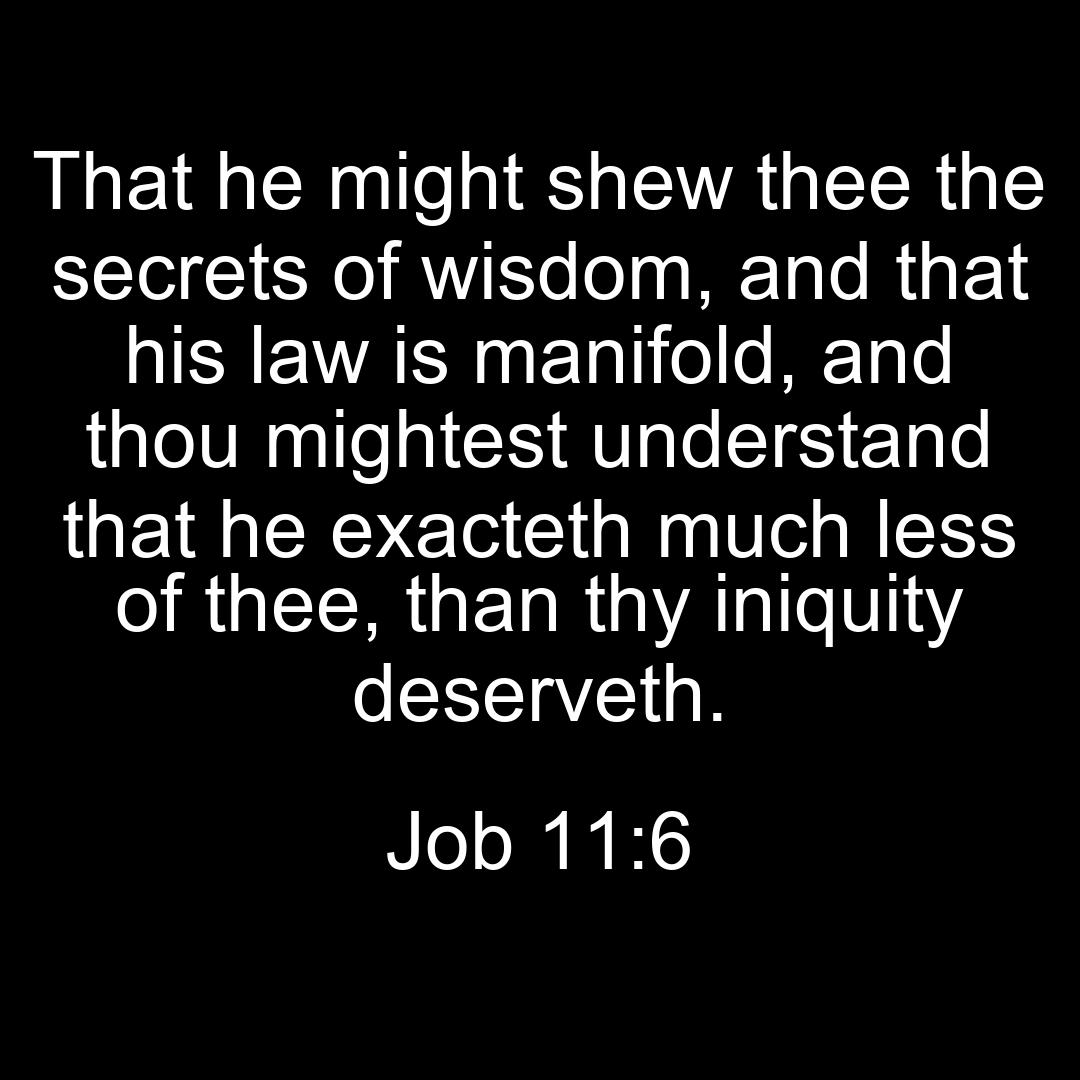 That he might shew thee the
secrets of wisdom, and that
his law is manifold, and
thou mightest understand
that he exacteth much less
of thee, than thy iniquity
deserveth.
Job 11:6